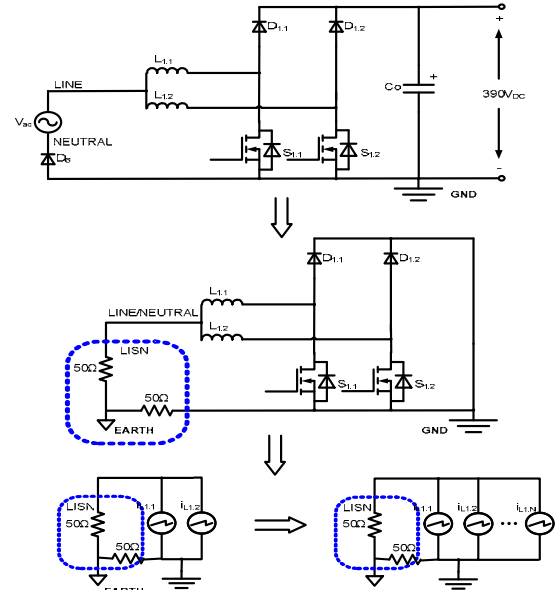 D1.1 D1.2
L1.1
LINE
L1.2
Co
+
+
390VDC
-
Vac
NEUTRAL
DB
S1.1 S1.2
GND
D1.1 D1.2
L1.1
LINE/NEUTRAL
L1.2
LISN
50Ω
50Ω
S1.1 S1.2
EARTH
GND
LISN
50Ω
iL1.1 iL1.2
50Ω
EARTH
LISN
50Ω
iL1.1 iL1.2 ••• iL1.N
50Ω